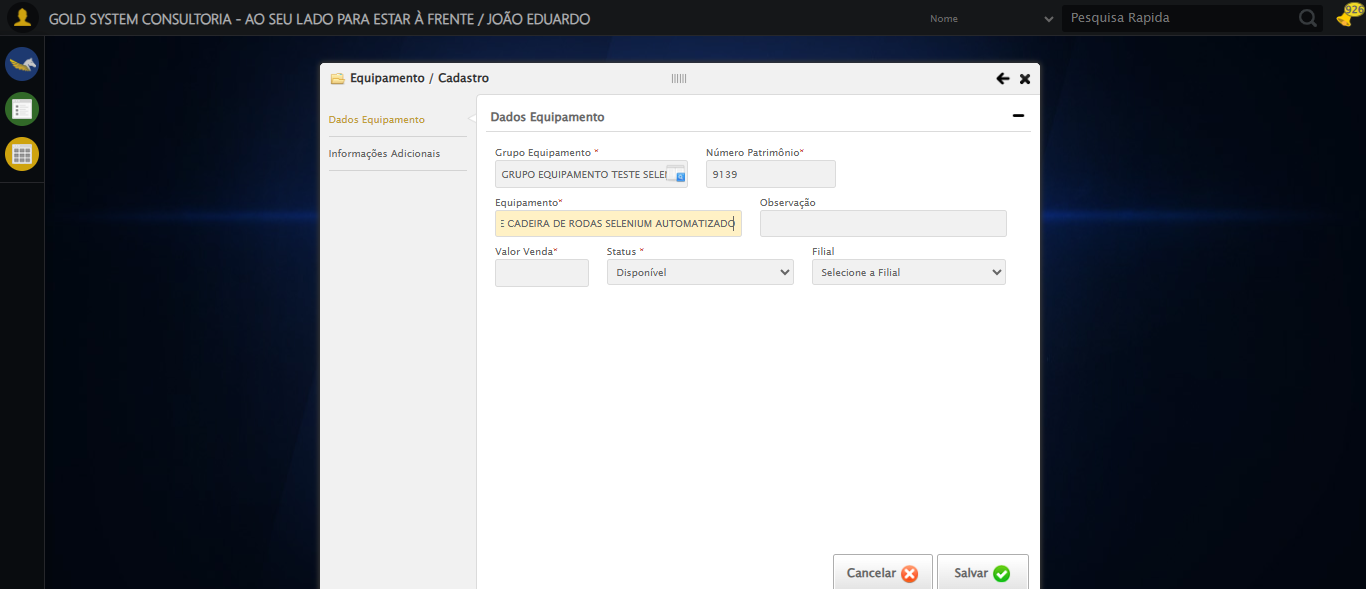 GOLD SYSTEM CONSULTORIA - AO SEU LADO PARA ESTAR À FRENTE / JOÃO EDUARDO
Nome
Pesquisa Rapida
926
Equipamento / Cadastro
Dados Equipamento
Informações Adicionais
Dados Equipamento
Grupo Equipamento *
Número Patrimônio*
GRUPO EQUIPAMENTO TESTE SELE
9139
Equipamento*
Observação
E CADEIRA DE RODAS SELENIUM AUTOMATIZADO
Valor Venda*
Status *
Filial
Disponível
Selecione a Filial
Cancelar
Salvar